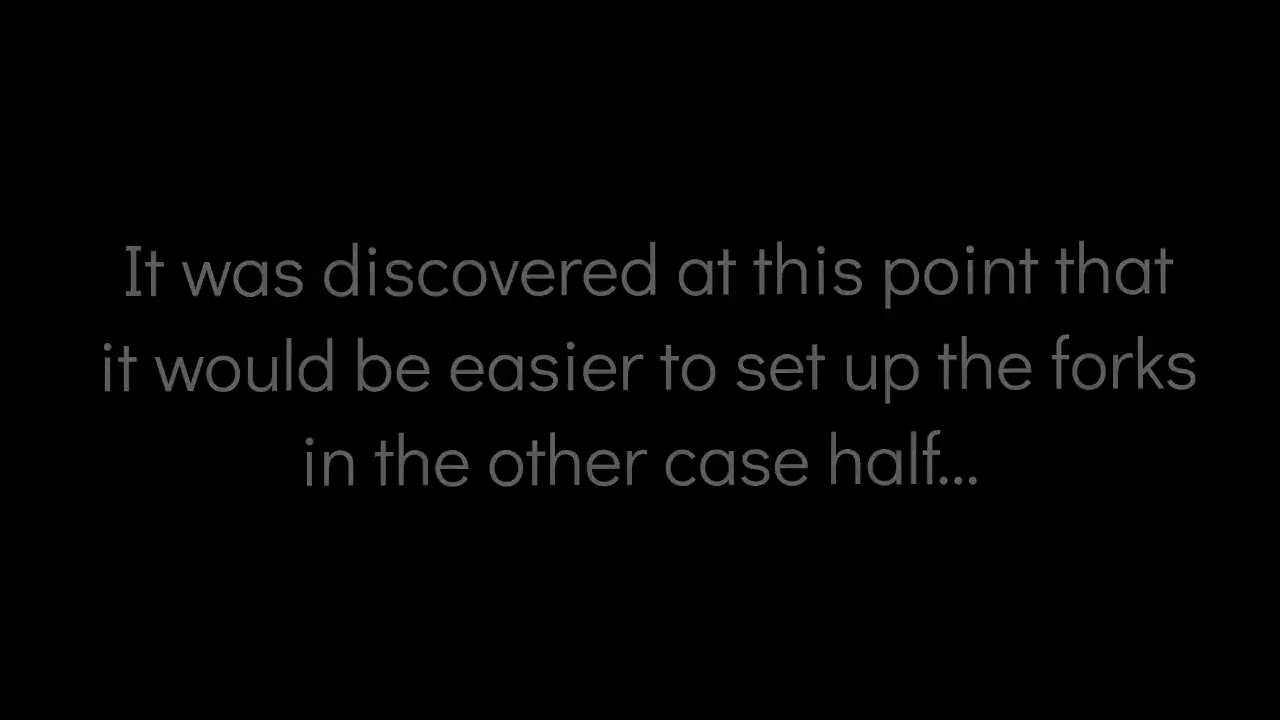 It was discovered at this point that
it would be easier to set up the forks
in the other case half...